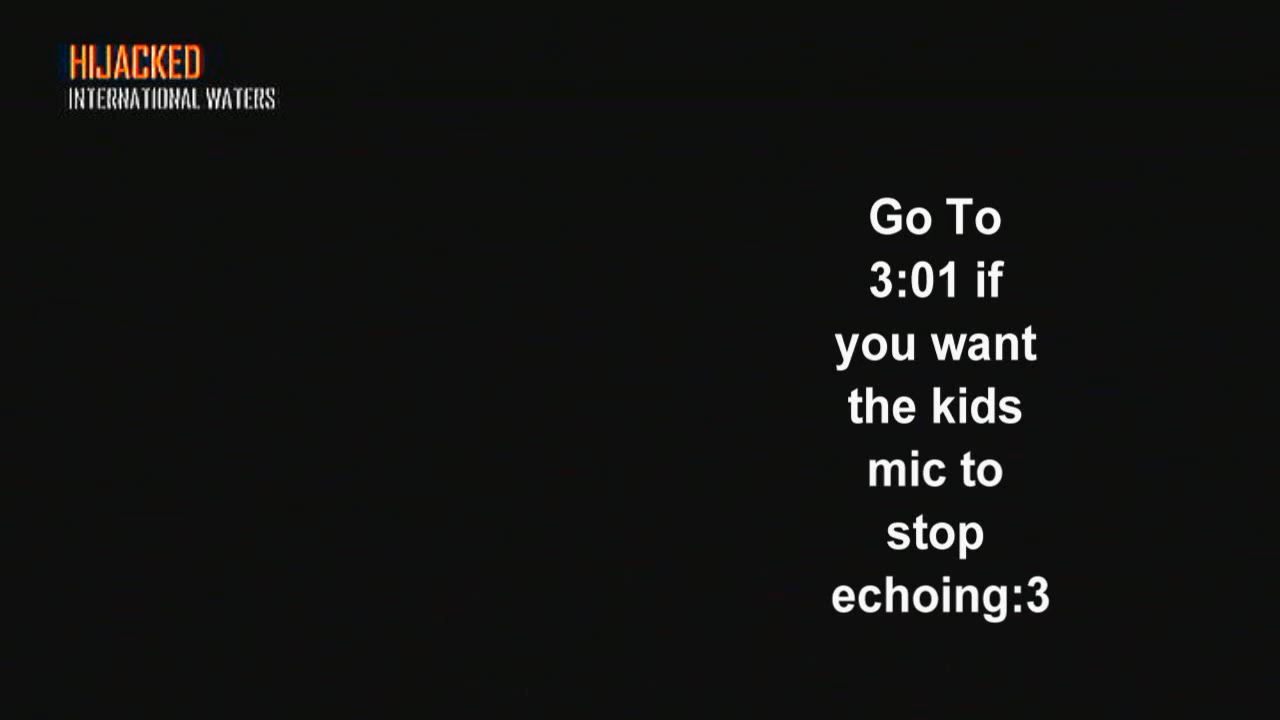 HIJACKED
INTERNATIONAL WATERS
Go To
3:01 if
you want
the kids
mic to
stop
echoing:3